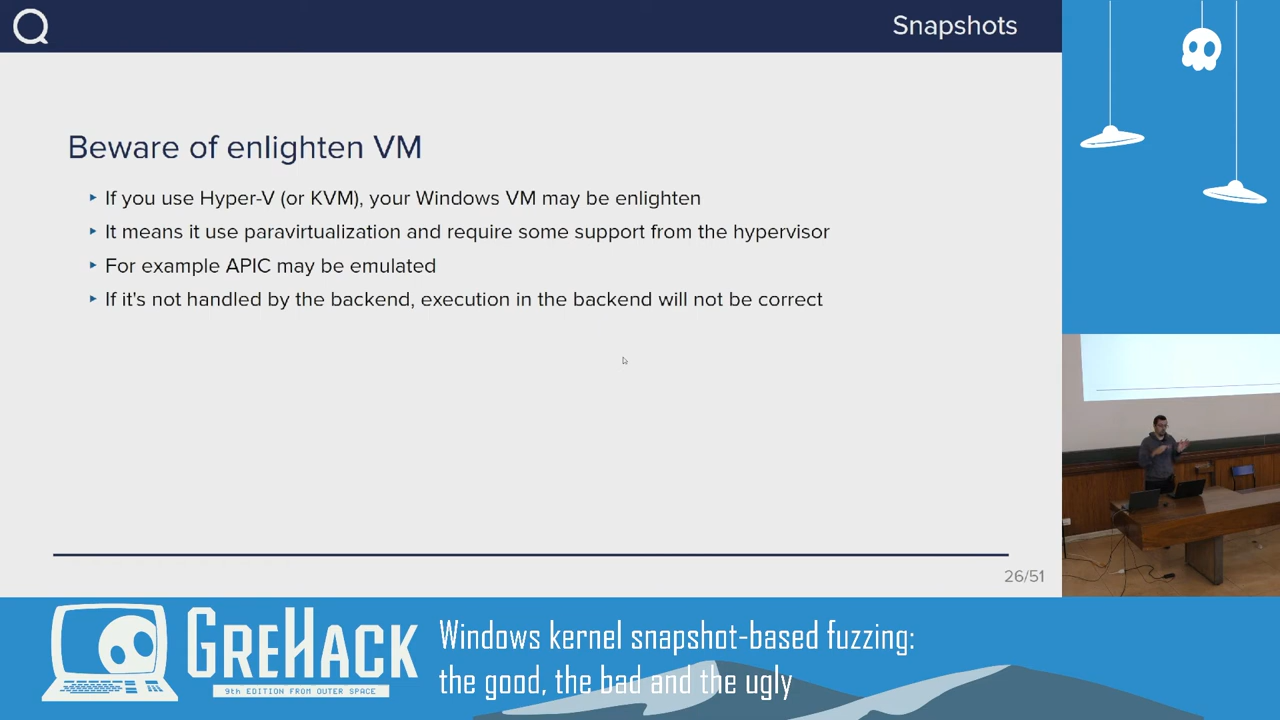 Snapshots
Beware of enlighten VM
If you use Hyper-V (or KVM), your Windows VM may be enlighten
It means it use paravirtualization and require some support from the hypervisor
For example APIC may be emulated
If it's not handled by the backend, execution in the backend will not be correct
26/51
GREHACK
9TH EDITION FROM OUTER SPACE
Windows kernel snapshot-based fuzzing:
the good, the bad and the ugly